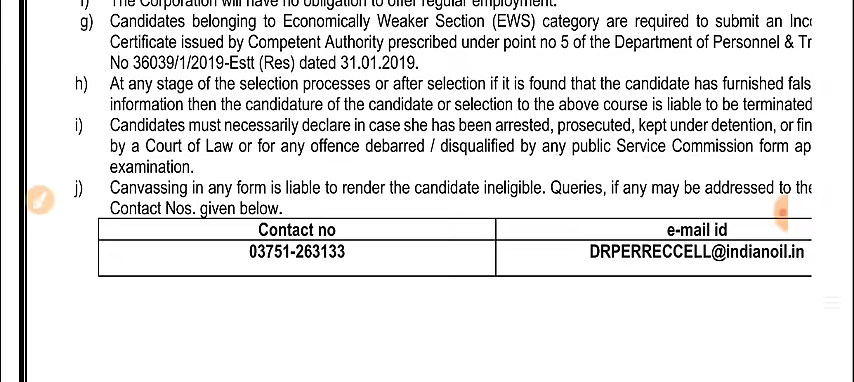 The Corporation will have no obligation to offer regular employment.
g) Candidates belonging to Economically Weaker Section (EWS) category are required to submit an
Certificate issued by Competent Authority prescribed under point no 5 of the Department of Personnel &
No 36039/1/2019-Estt (Res) dated 31.01.2019.
h) At any stage of the selection processes or after selection if it is found that the candidate has furnished
information then the candidature of the candidate or selection to the above course is liable to be terminated
i) Candidates must necessarily declare in case she has been arrested, prosecuted, kept under detention, or
by a Court of Law or for any offence debarred / disqualified by any public Service Commission form
examination.
j) Canvassing in any form is liable to render the candidate ineligible. Queries, if any may be addressed to
Contact Nos. given below.
Contact no e-mail id
03751-263133 DRPERRECCELL@indianoil.in